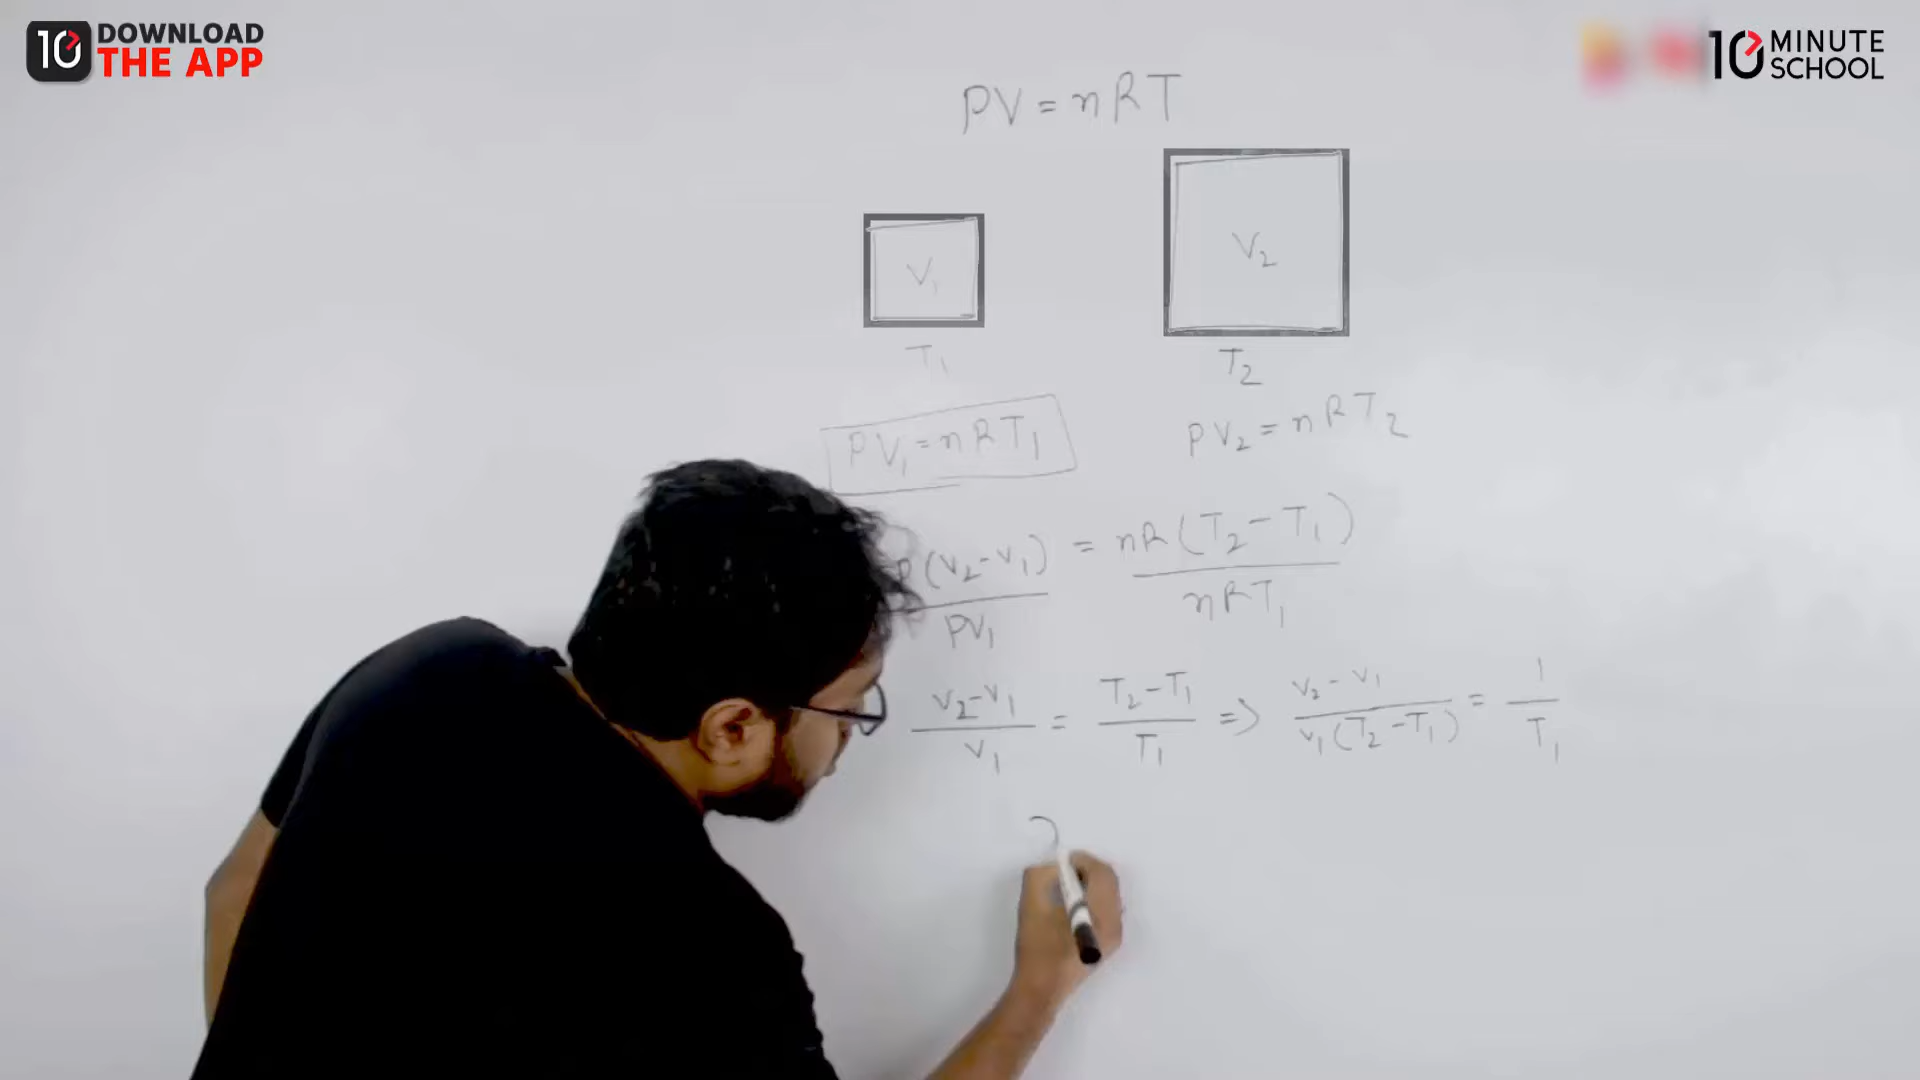 10 DOWNLOAD
THE APP
10 MINUTE
SCHOOL
PV = nRT
V₁
V₂
T₁
T₂
PV₁ = nRT₁
PV₂ = nRT₂
P(V₂-V₁)/PV₁ = nR(T₂-T₁)/nRT₁
V₂-V₁/V₁ = T₂-T₁/T₁ => V₂-V₁/V₁(T₂-T₁) = 1/T₁